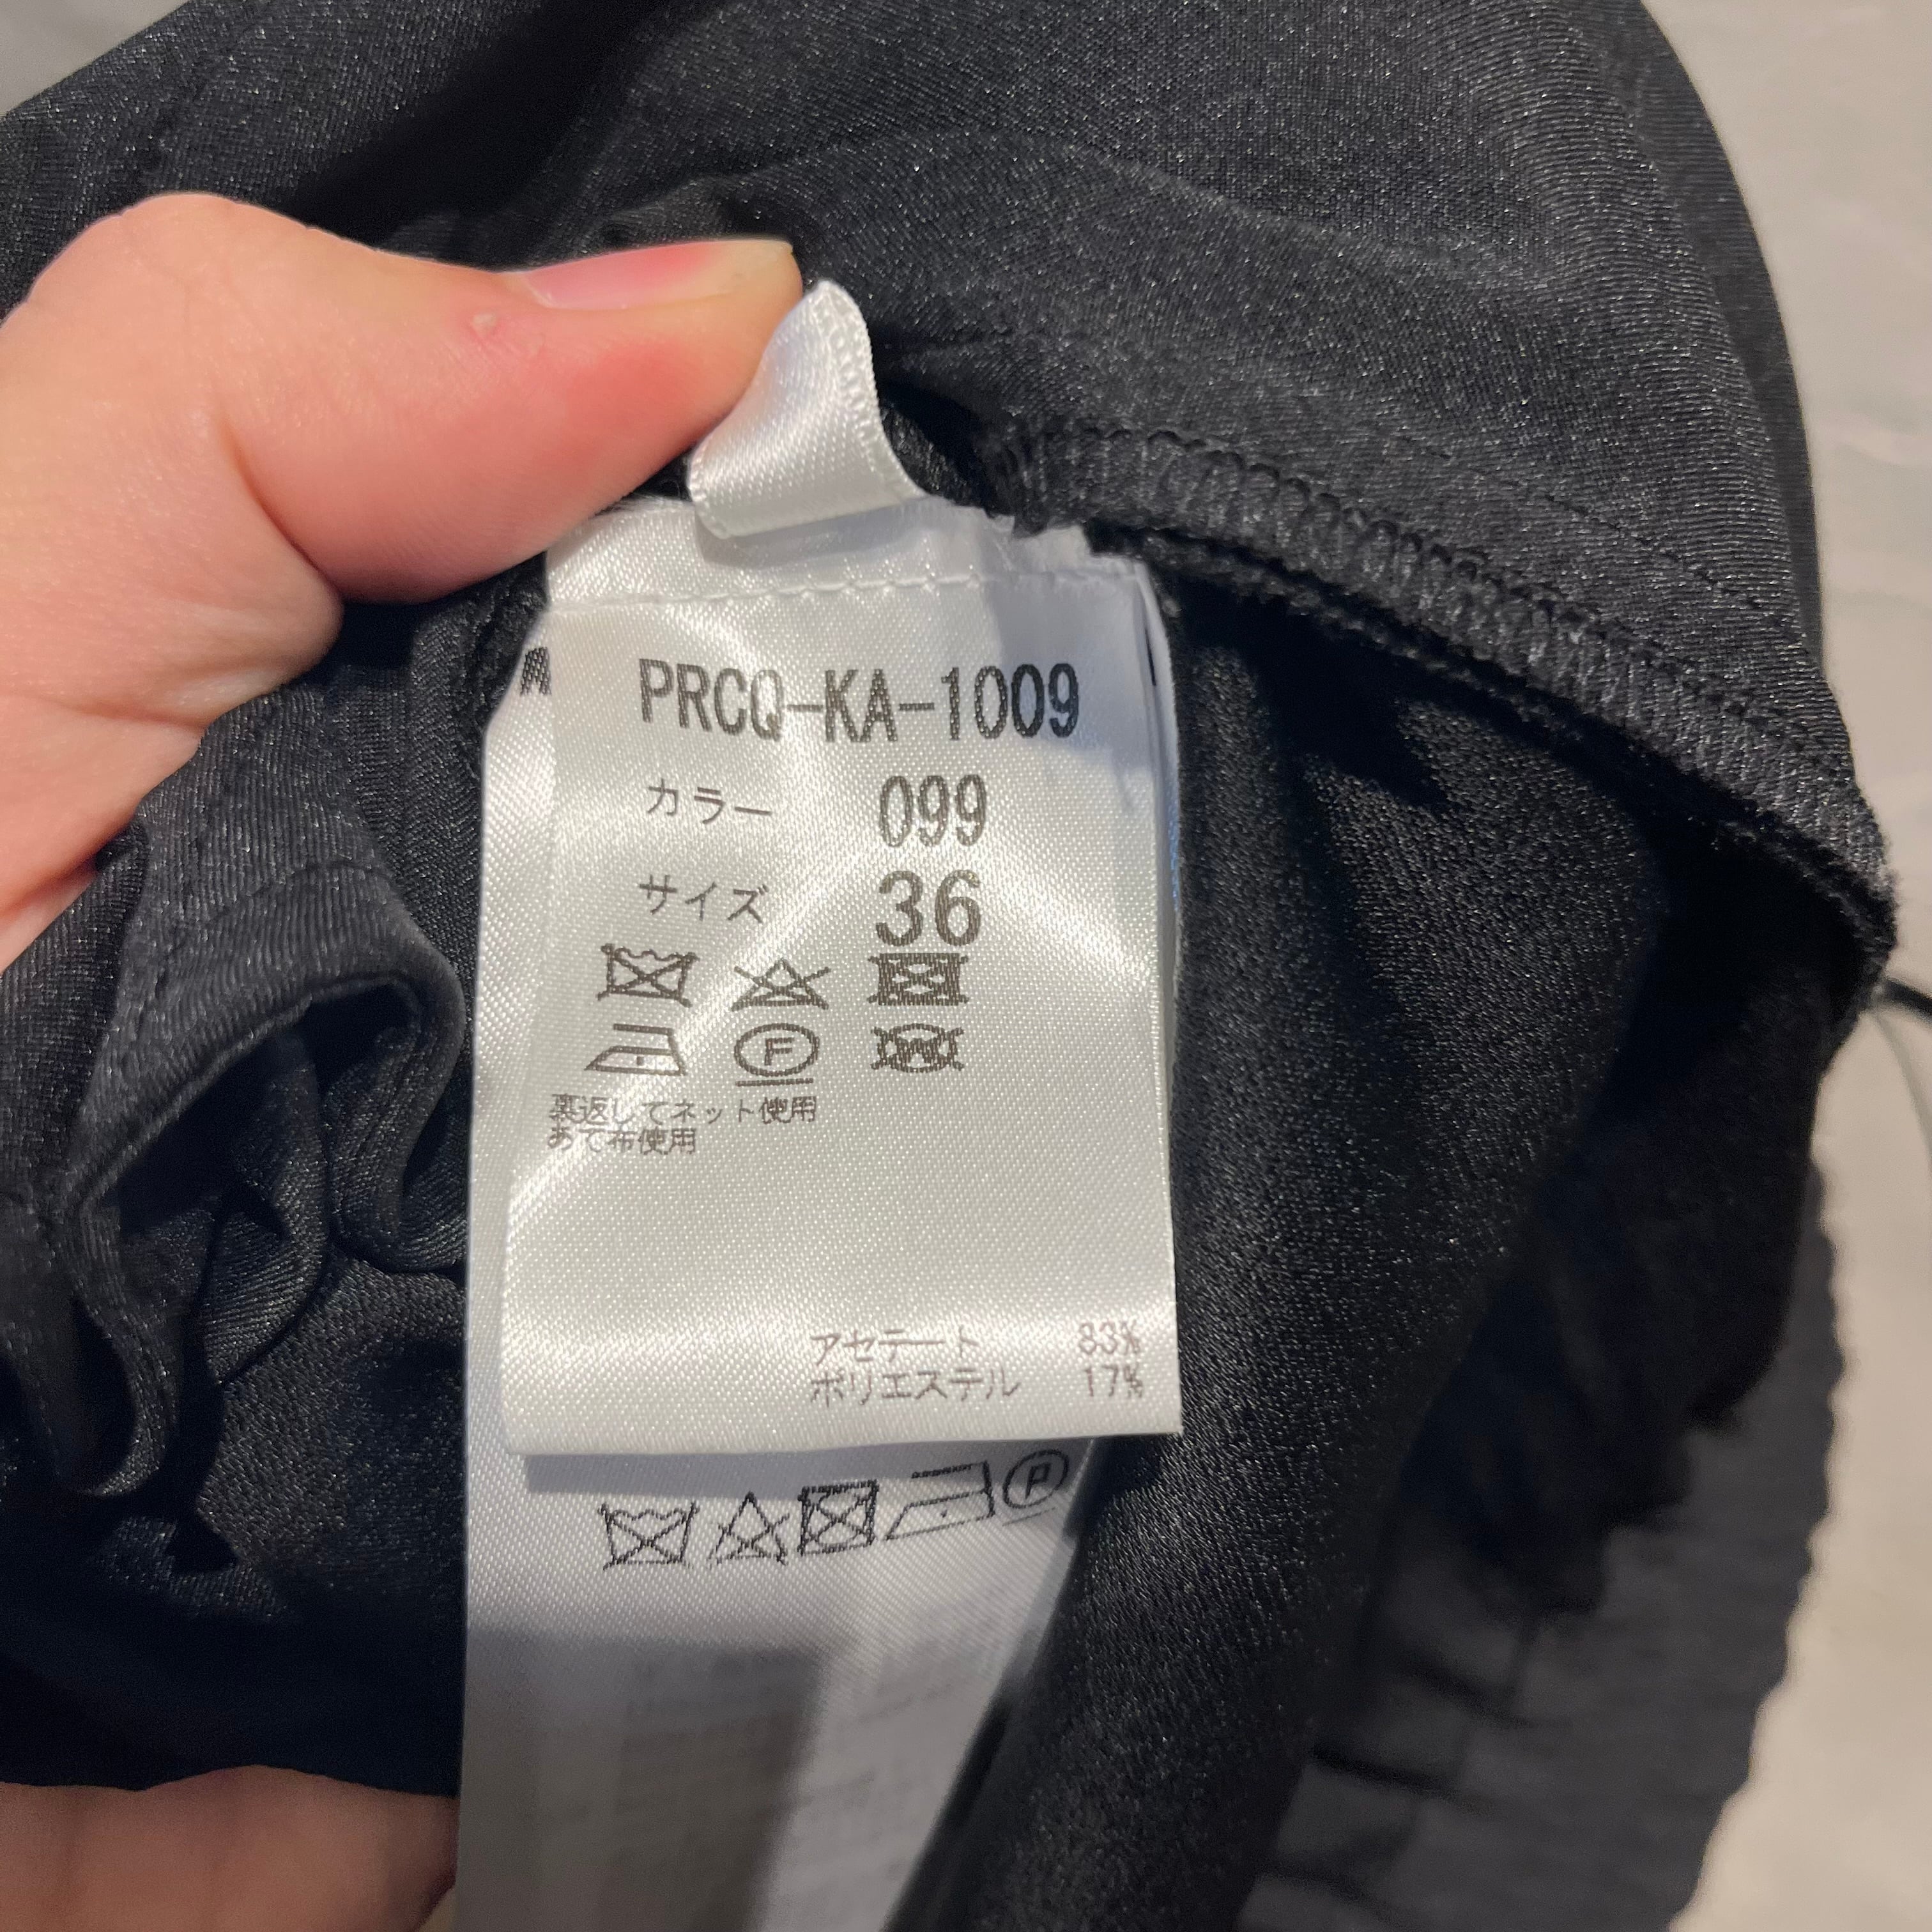 PRCQ-KA-1009
カラー 099
サイズ 36
F W
裏返してネット使用
あて布使用
アセテート 83%
ポリエステル 17%
P